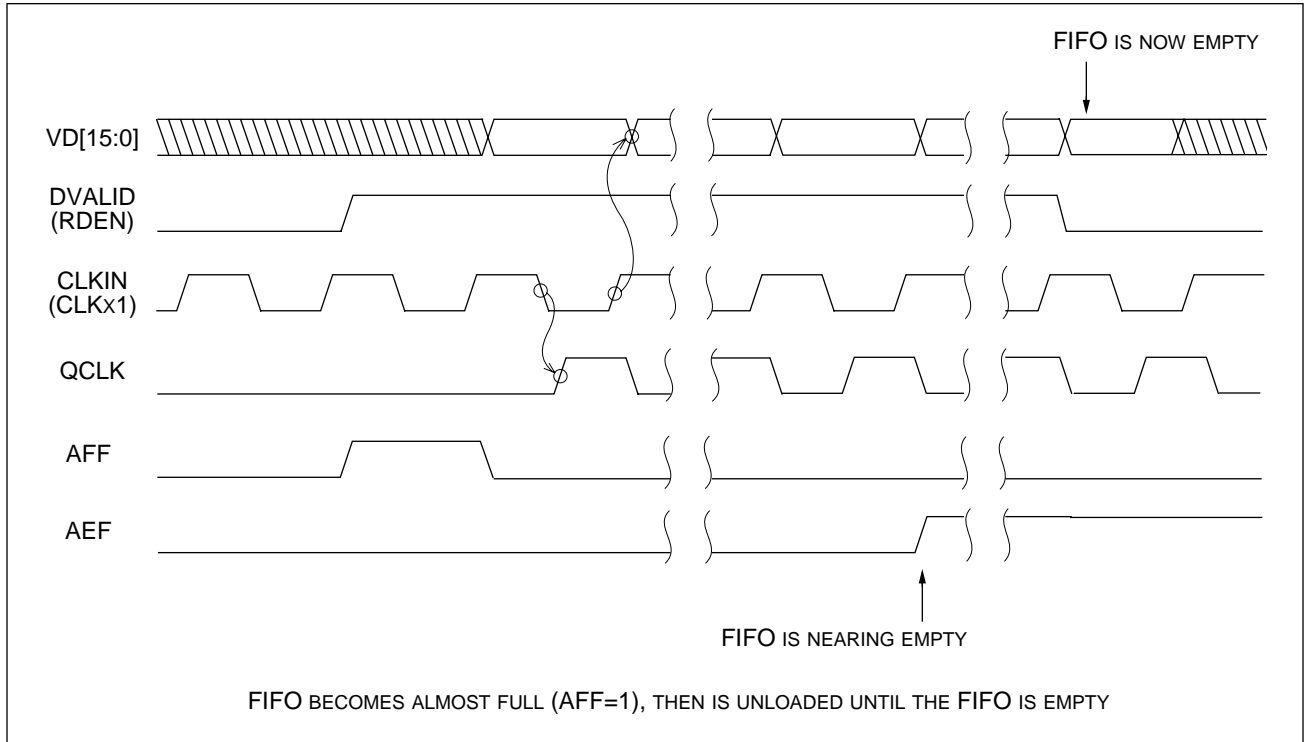 FIFO IS NOW EMPTY
VD[15:0]
DVALID
(RDEN)
CLKIN
(CLKX1)
QCLK
AFF
AEF
FIFO IS NEARING EMPTY
FIFO BECOMES ALMOST FULL (AFF=1), THEN IS UNLOADED UNTIL THE FIFO IS EMPTY